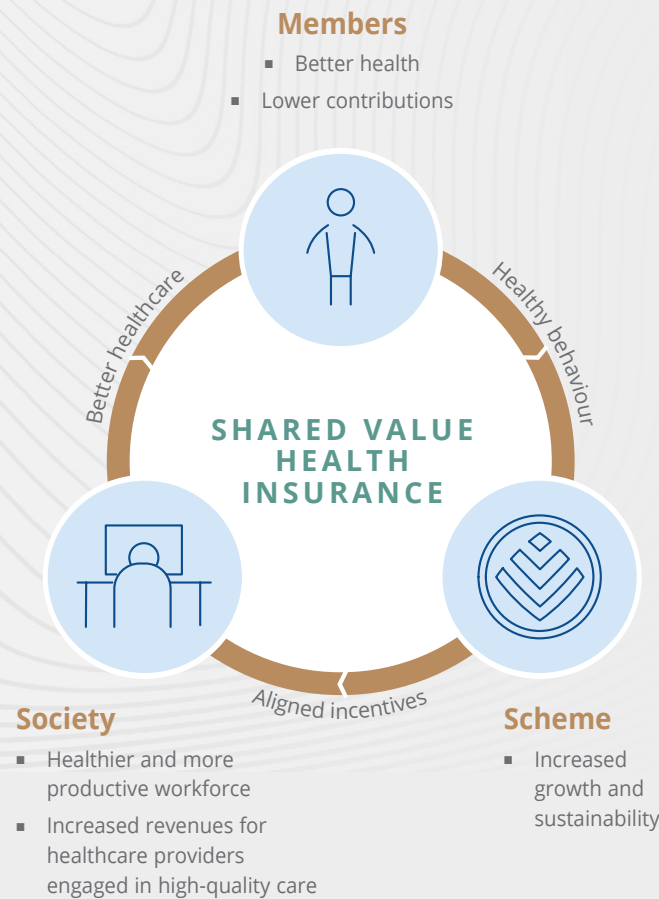 Members
▪ Better health
▪ Lower contributions
Better healthcare
Healthy behaviour
SHARED VALUE
HEALTH
INSURANCE
Aligned incentives
Society
▪ Healthier and more
productive workforce
▪ Increased revenues for
healthcare providers
engaged in high-quality care
Scheme
▪ Increased
growth and
sustainability